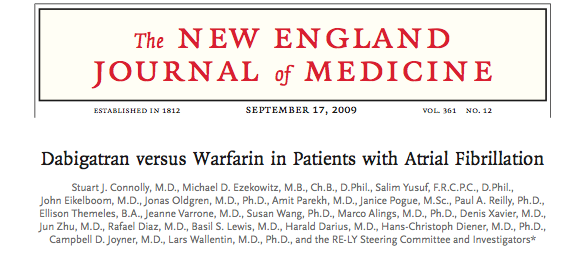 The NEW ENGLAND
JOURNAL of MEDICINE
ESTABLISHED IN 1812 SEPTEMBER 17, 2009 VOL. 361 NO. 12
Dabigatran versus Warfarin in Patients with Atrial Fibrillation
Stuart J. Connolly, M.D., Michael D. Ezekowitz, M.B., Ch.B., D.Phil., Salim Yusuf, F.R.C.P.C., D.Phil.,
John Eikelboom, M.D., Jonas Oldgren, M.D., Ph.D., Amit Parekh, M.D., Janice Pogue, M.Sc., Paul A. Reilly, Ph.D.,
Ellison Themeles, B.A., Jeanne Varrone, M.D., Susan Wang, Ph.D., Marco Alings, M.D., Ph.D., Denis Xavier, M.D.,
Jun Zhu, M.D., Rafael Diaz, M.D., Basil S. Lewis, M.D., Harald Darius, M.D., Hans-Christoph Diener, M.D., Ph.D.,
Campbell D. Joyner, M.D., Lars Wallentin, M.D., Ph.D., and the RE-LY Steering Committee and Investigators*